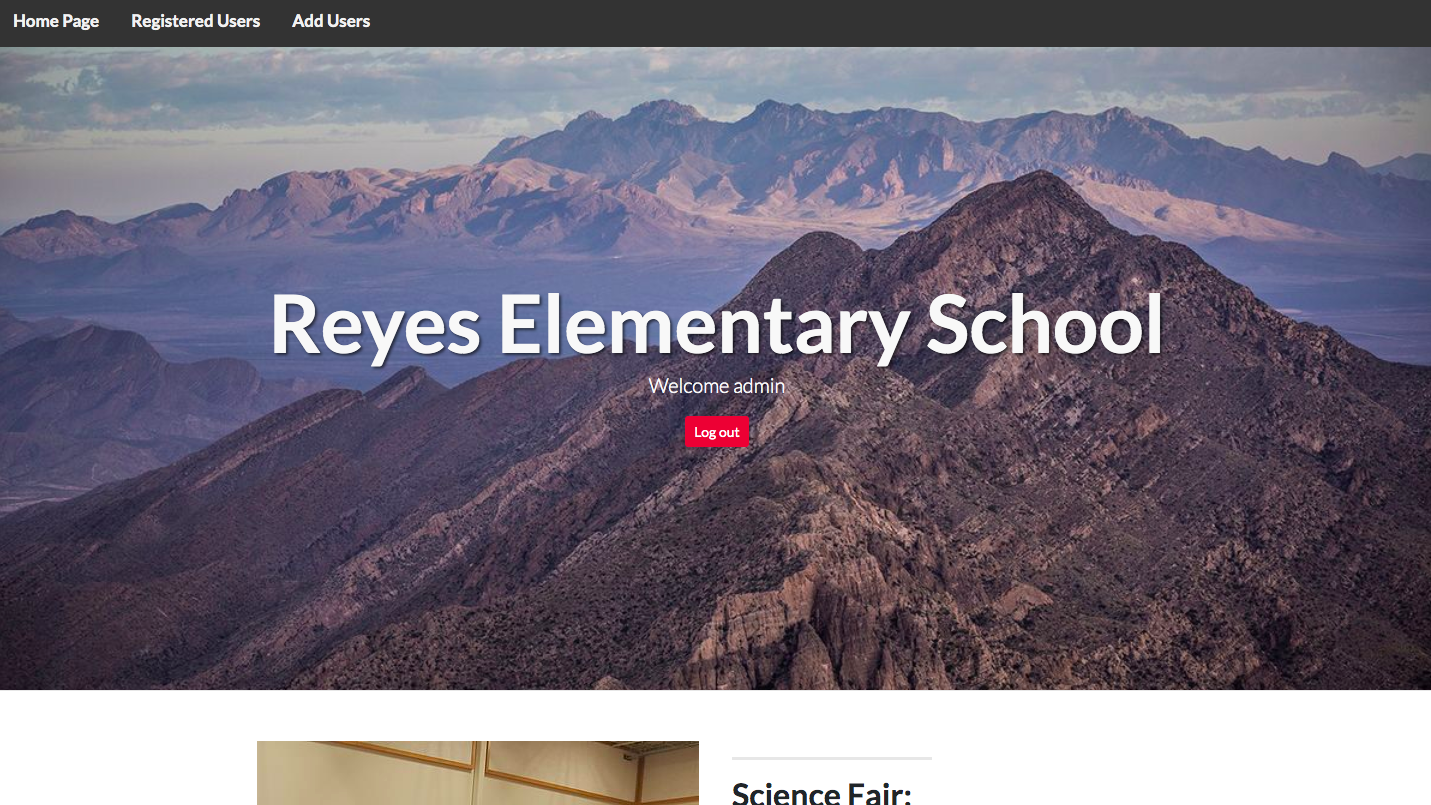 Home Page Registered Users Add Users
Reyes Elementary School
Welcome admin
Log out
Science Fair: